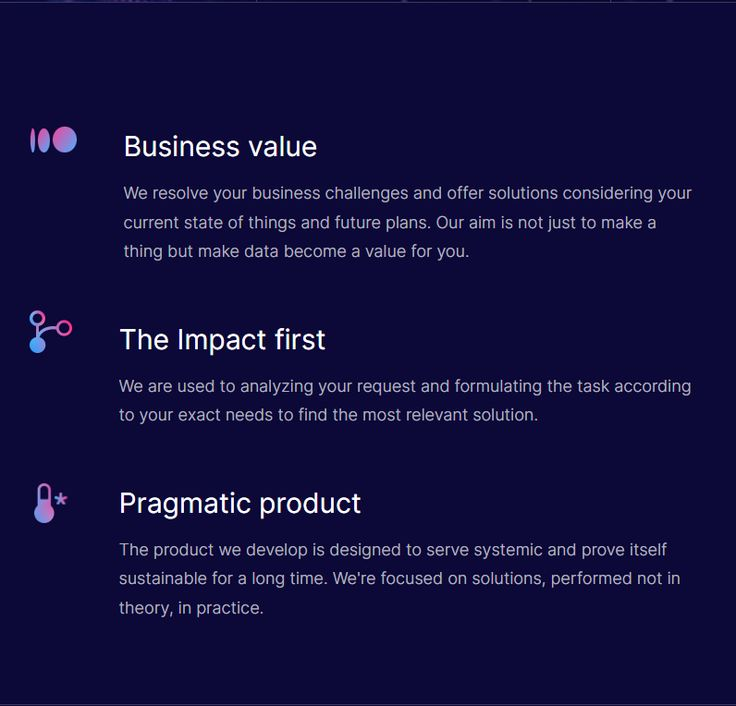 Business value
We resolve your business challenges and offer solutions considering your
current state of things and future plans. Our aim is not just to make a
thing but make data become a value for you.
The Impact first
We are used to analyzing your request and formulating the task according
to your exact needs to find the most relevant solution.
Pragmatic product
The product we develop is designed to serve systemic and prove itself
sustainable for a long time. We're focused on solutions, performed not in
theory, in practice.